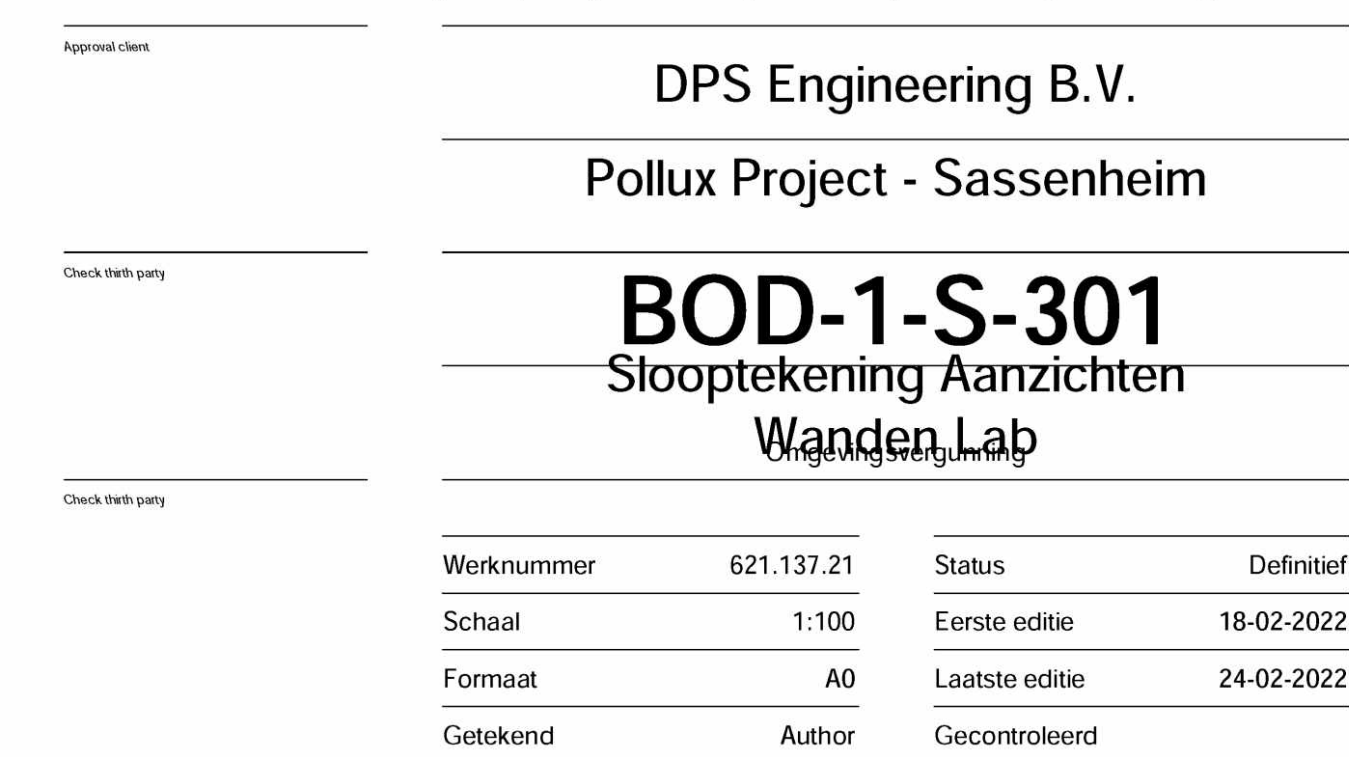 Approval client
DPS Engineering B.V.
Pollux Project - Sassenheim
Check thirth party
BOD-1-S-301
Slooptekening Aanzichten
Wanden Lab
Omgevingsvergunning
Check thirth party
Werknummer 621.137.21 Status Definitief
Schaal 1:100 Eerste editie 18-02-2022
Formaat A0 Laatste editie 24-02-2022
Getekend Author Gecontroleerd